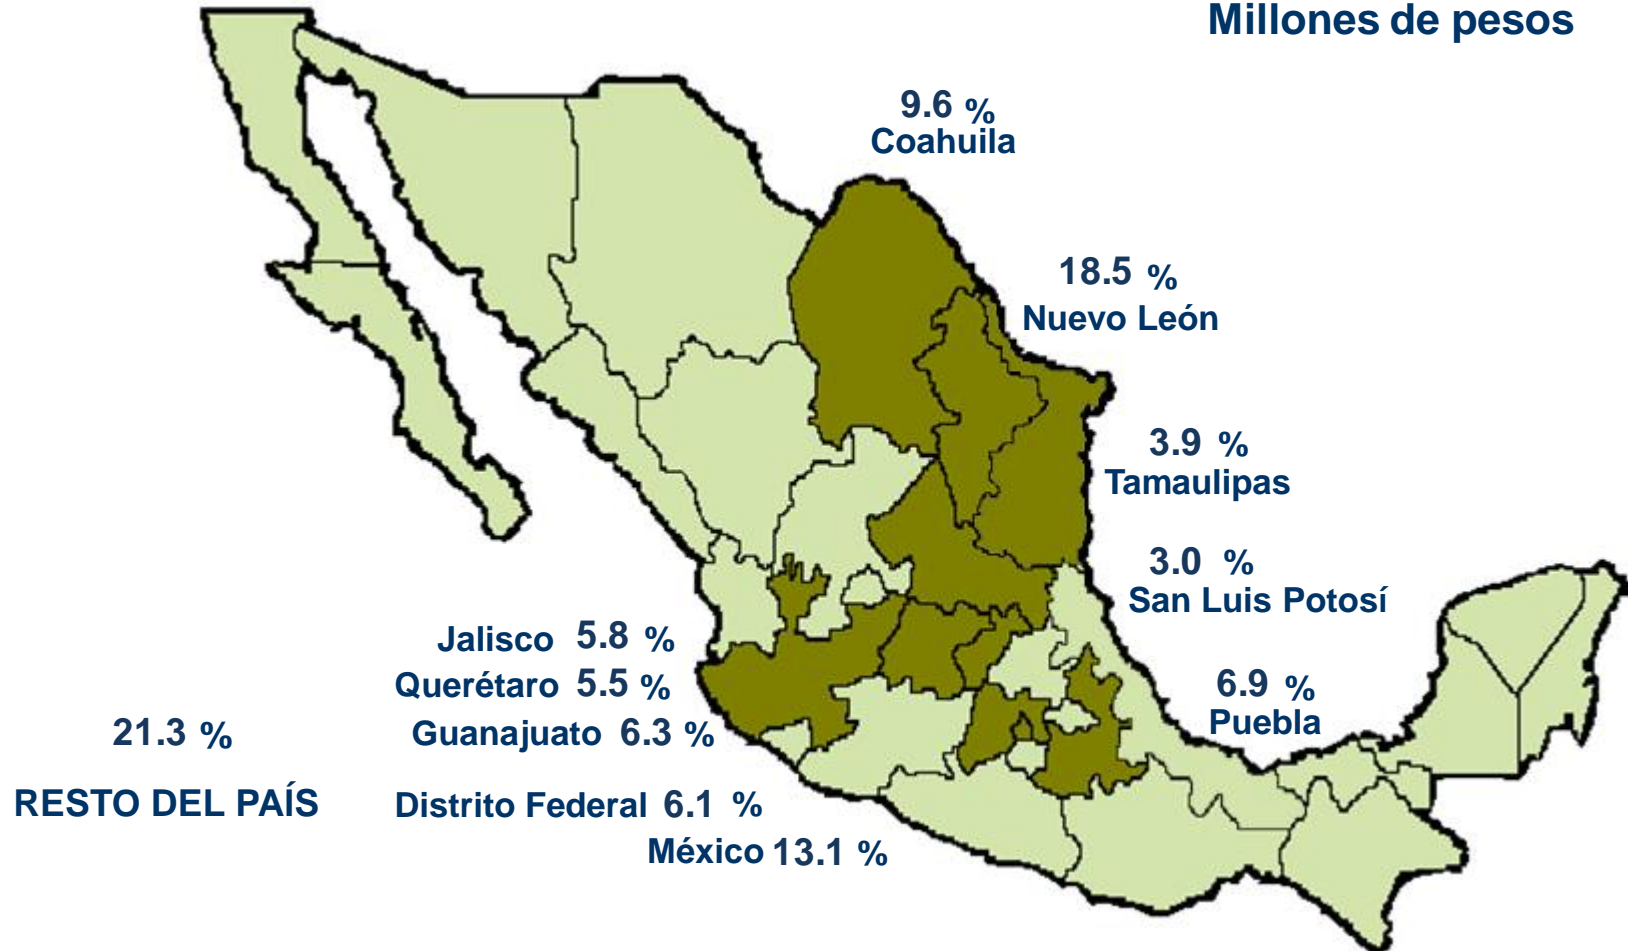 Millones de pesos
9.6 %
Coahuila
18.5 %
Nuevo León
3.9 %
Tamaulipas
3.0 %
San Luis Potosí
Jalisco 5.8 %
Querétaro 5.5 %
6.9 %
Puebla
Guanajuato 6.3 %
21.3 %
RESTO DEL PAÍS
Distrito Federal 6.1 %
México 13.1 %